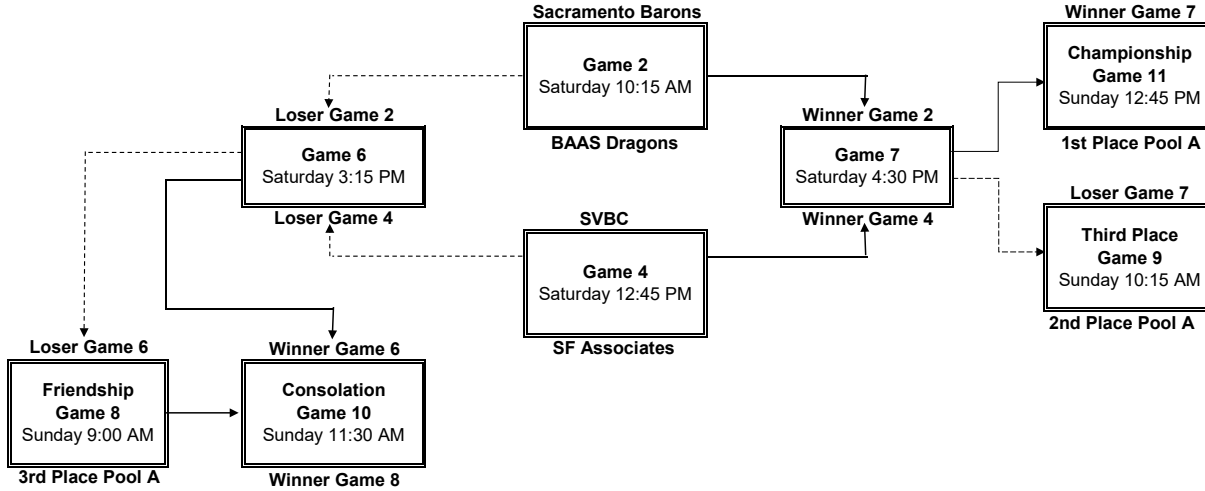 Sacramento Barons
Game 2
Saturday 10:15 AM
BAAS Dragons
Winner Game 7
Championship
Game 11
Sunday 12:45 PM
1st Place Pool A
Loser Game 2
Game 6
Saturday 3:15 PM
Loser Game 4
Winner Game 2
Game 7
Saturday 4:30 PM
Winner Game 4
SVBC
Game 4
Saturday 12:45 PM
SF Associates
Loser Game 7
Third Place
Game 9
Sunday 10:15 AM
2nd Place Pool A
Loser Game 6
Friendship
Game 8
Sunday 9:00 AM
3rd Place Pool A
Winner Game 6
Consolation
Game 10
Sunday 11:30 AM
Winner Game 8